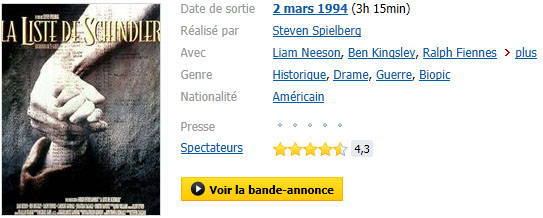 LA LISTE DE SCHINDLER
Date de sortie 2 mars 1994 (3h 15min)
Réalisé par Steven Spielberg
Avec Liam Neeson, Ben Kingsley, Ralph Fiennes > plus
Genre Historique, Drame, Guerre, Biopic
Nationalité Américain
Presse
Spectateurs 4,3
Voir la bande-annonce